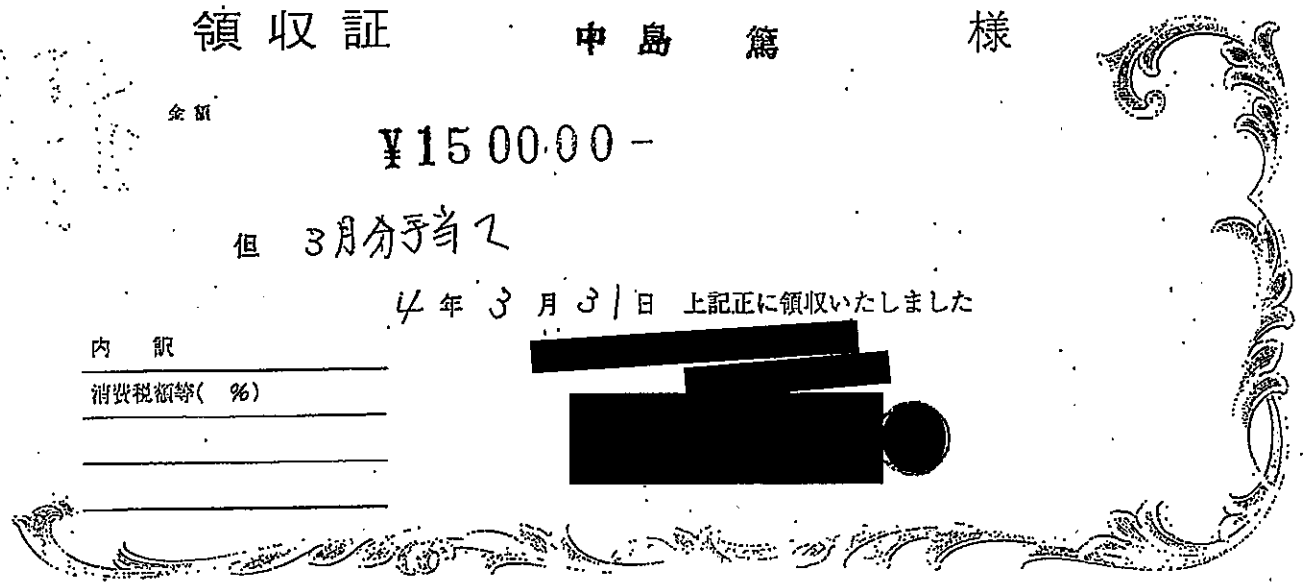 領収証 中島 篤 様
金額
¥150000-
但 3月分手当て
4年3月31日 上記正に領収いたしました
内 訳
消費税額等( %)